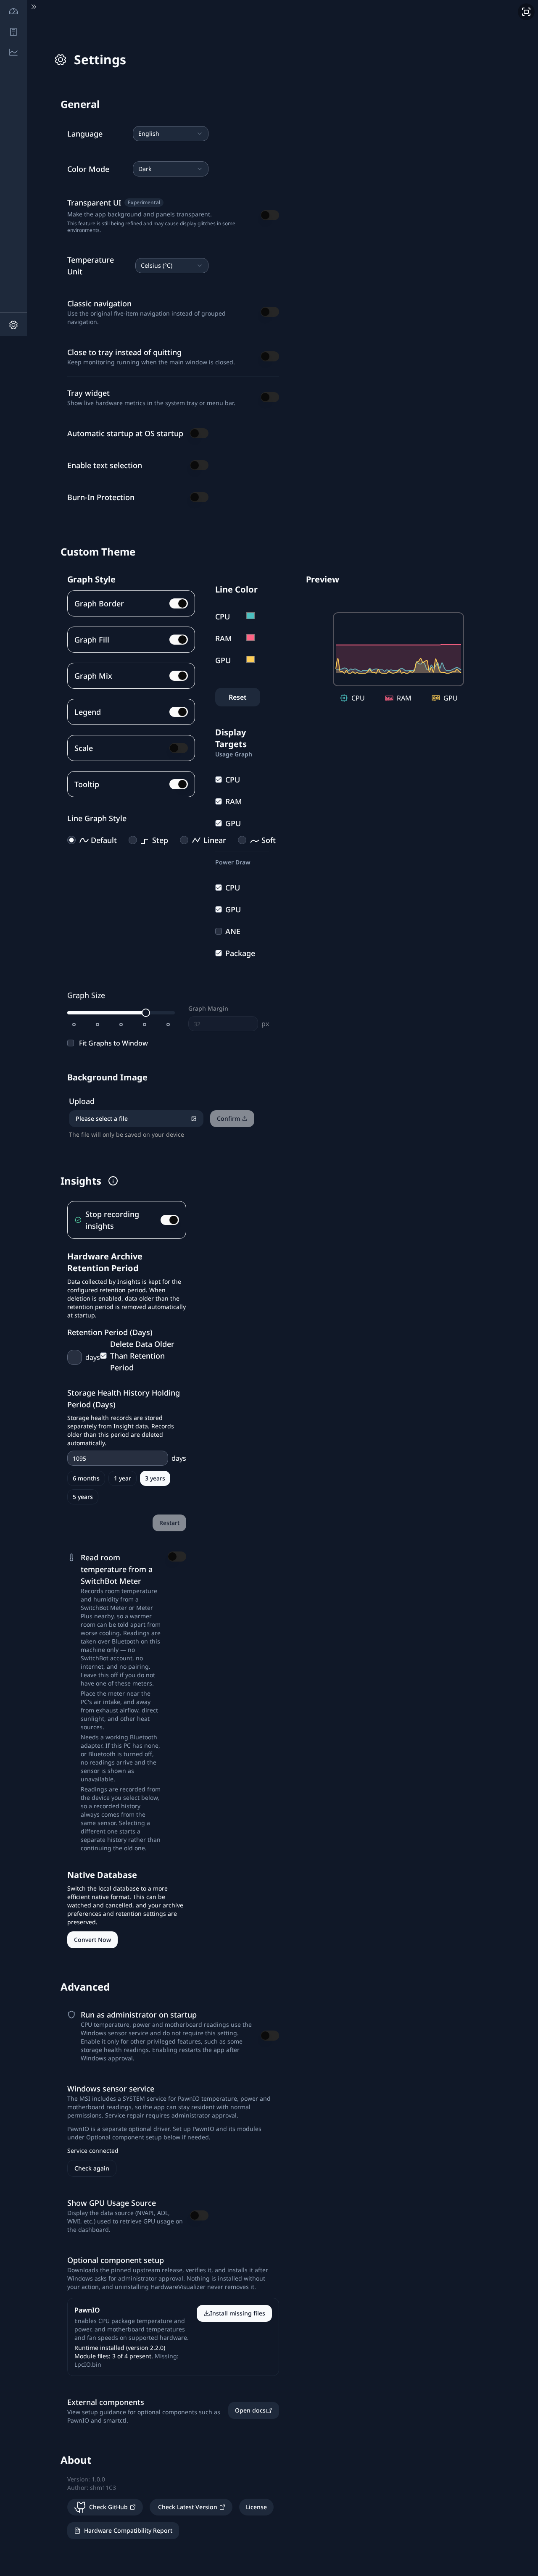 Settings
General
Language
English
Color Mode
Dark
Transparent UI
Experimental
Make the app background and panels transparent.
This feature is still being refined and may cause display glitches in some
environments.
Temperature
Unit
Celsius (°C)
Classic navigation
Use the original five-item navigation instead of grouped
navigation.
Close to tray instead of quitting
Keep monitoring running when the main window is closed.
Tray widget
Show live hardware metrics in the system tray or menu bar.
Automatic startup at OS startup
Enable text selection
Burn-In Protection
Custom Theme
Graph Style
Graph Border
Graph Fill
Graph Mix
Legend
Scale
Tooltip
Line Graph Style
Default
Step
Linear
Soft
Line Color
CPU
RAM
GPU
Reset
Display
Targets
Usage Graph
CPU
RAM
GPU
Power Draw
CPU
GPU
ANE
Package
Preview
CPU
RAM
GPU
Graph Size
Graph Margin
32
px
Fit Graphs to Window
Background Image
Upload
Please select a file
Confirm
The file will only be saved on your device
Insights
Stop recording
insights
Hardware Archive
Retention Period
Data collected by Insights is kept for the
configured retention period. When
deletion is enabled, data older than the
retention period is removed automatically
at startup.
Retention Period (Days)
days
Delete Data Older
Than Retention
Period
Storage Health History Holding
Period (Days)
Storage health records are stored
separately from Insight data. Records
older than this period are deleted
automatically.
1095
days
6 months
1 year
3 years
5 years
Restart
Read room
temperature from a
SwitchBot Meter
Records room temperature
and humidity from a
SwitchBot Meter or Meter
Plus nearby, so a warmer
room can be told apart from
worse cooling. Readings are
taken over Bluetooth on this
machine only — no
SwitchBot account, no
internet, and no pairing.
Leave this off if you do not
have one of these meters.
Place the meter near the
PC's air intake, and away
from exhaust airflow, direct
sunlight, and other heat
sources.
Needs a working Bluetooth
adapter. If this PC has none,
or Bluetooth is turned off,
no readings arrive and the
sensor is shown as
unavailable.
Readings are recorded from
the device you select below,
so a recorded history
always comes from the
same sensor. Selecting a
different one starts a
separate history rather than
continuing the old one.
Native Database
Switch the local database to a more
efficient native format. This can be
watched and cancelled, and your archive
preferences and retention settings are
preserved.
Convert Now
Advanced
Run as administrator on startup
CPU temperature, power and motherboard readings use the
Windows sensor service and do not require this setting.
Enable it only for other privileged features, such as some
storage health readings. Enabling restarts the app after
Windows approval.
Windows sensor service
The MSI includes a SYSTEM service for PawnIO temperature, power and
motherboard readings, so the app can stay resident with normal
permissions. Service repair requires administrator approval.
PawnIO is a separate optional driver. Set up PawnIO and its modules
under Optional component setup below if needed.
Service connected
Check again
Show GPU Usage Source
Display the data source (NVAPI, ADL,
WMI, etc.) used to retrieve GPU usage on
the dashboard.
Optional component setup
Downloads the pinned upstream release, verifies it, and installs it after
Windows asks for administrator approval. Nothing is installed without
your action, and uninstalling HardwareVisualizer never removes it.
PawnIO
Enables CPU package temperature and
power, and motherboard temperatures
and fan speeds on supported hardware.
Runtime installed (version 2.2.0)
Module files: 3 of 4 present. Missing:
LpcIO.bin
Install missing files
External components
View setup guidance for optional components such as
PawnIO and smartctl.
Open docs
About
Version: 1.0.0
Author: shm11C3
Check GitHub
Check Latest Version
License
Hardware Compatibility Report